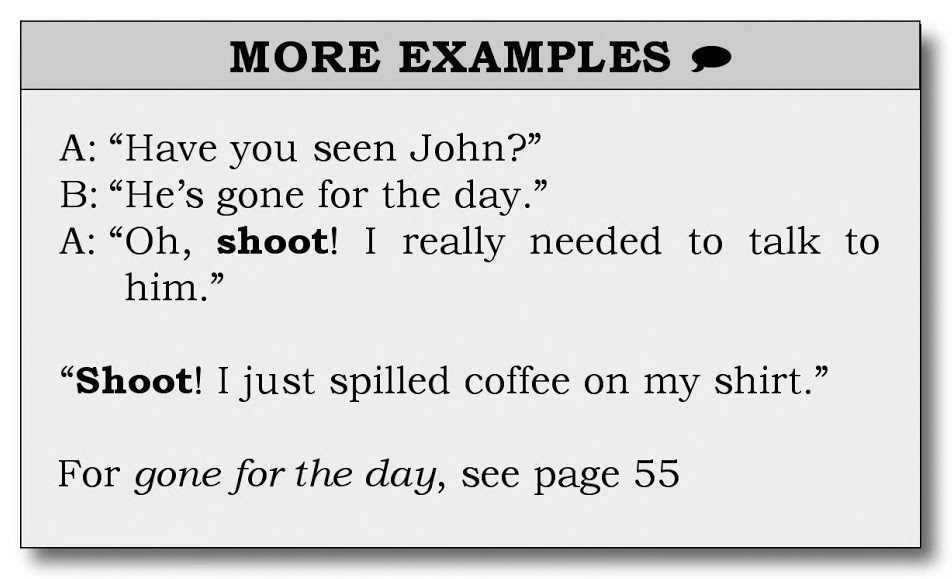 MORE EXAMPLES
A: “Have you seen John?”
B: “He’s gone for the day.”
A: “Oh, shoot! I really needed to talk to
him.”
“Shoot! I just spilled coffee on my shirt.”
For gone for the day, see page 55